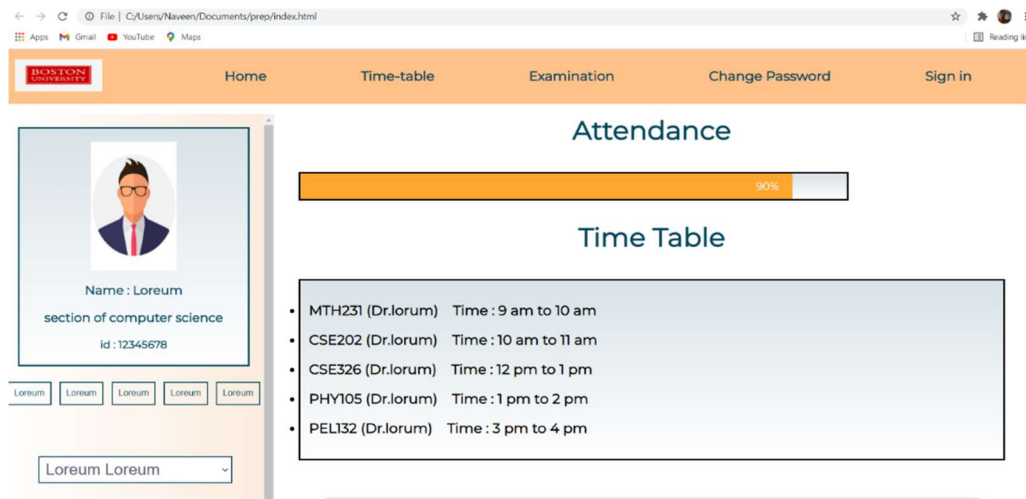 File | C:/Users/Naveen/Documents/prep/index.html
Apps Gmail YouTube Maps
Reading lis
BOSTON
UNIVERSITY
Home Time-table Examination Change Password Sign in
Attendance
90%
Time Table
MTH231 (Dr.lorum) Time : 9 am to 10 am
CSE202 (Dr.lorum) Time : 10 am to 11 am
CSE326 (Dr.lorum) Time : 12 pm to 1 pm
PHY105 (Dr.lorum) Time : 1 pm to 2 pm
PEL132 (Dr.lorum) Time : 3 pm to 4 pm
Name : Loreum
section of computer science
id : 12345678
Loreum Loreum Loreum Loreum Loreum
Loreum Loreum